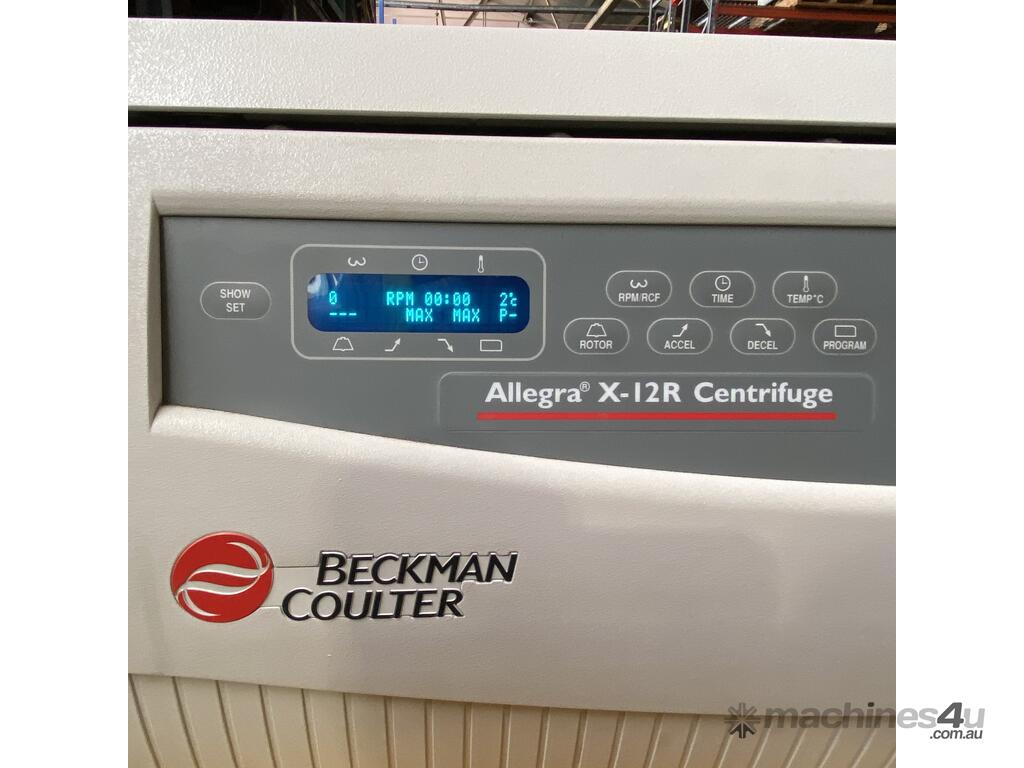 SHOW
SET
0 RPM 00:00 2°c
--- MAX MAX P-
RPM/RCF
TIME
TEMP°C
ROTOR
ACCEL
DECEL
PROGRAM
Allegra® X-12R Centrifuge
BECKMAN
COULTER
machines4u
.com.au